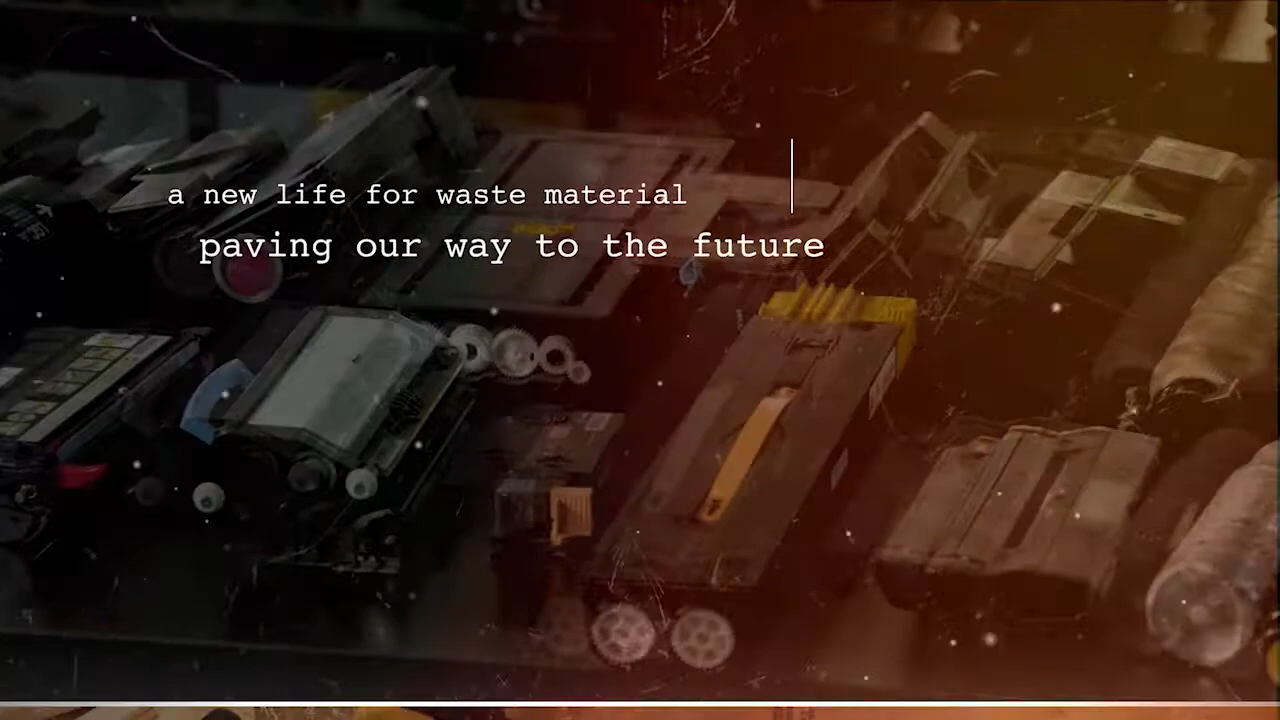 a new life for waste material
paving our way to the future